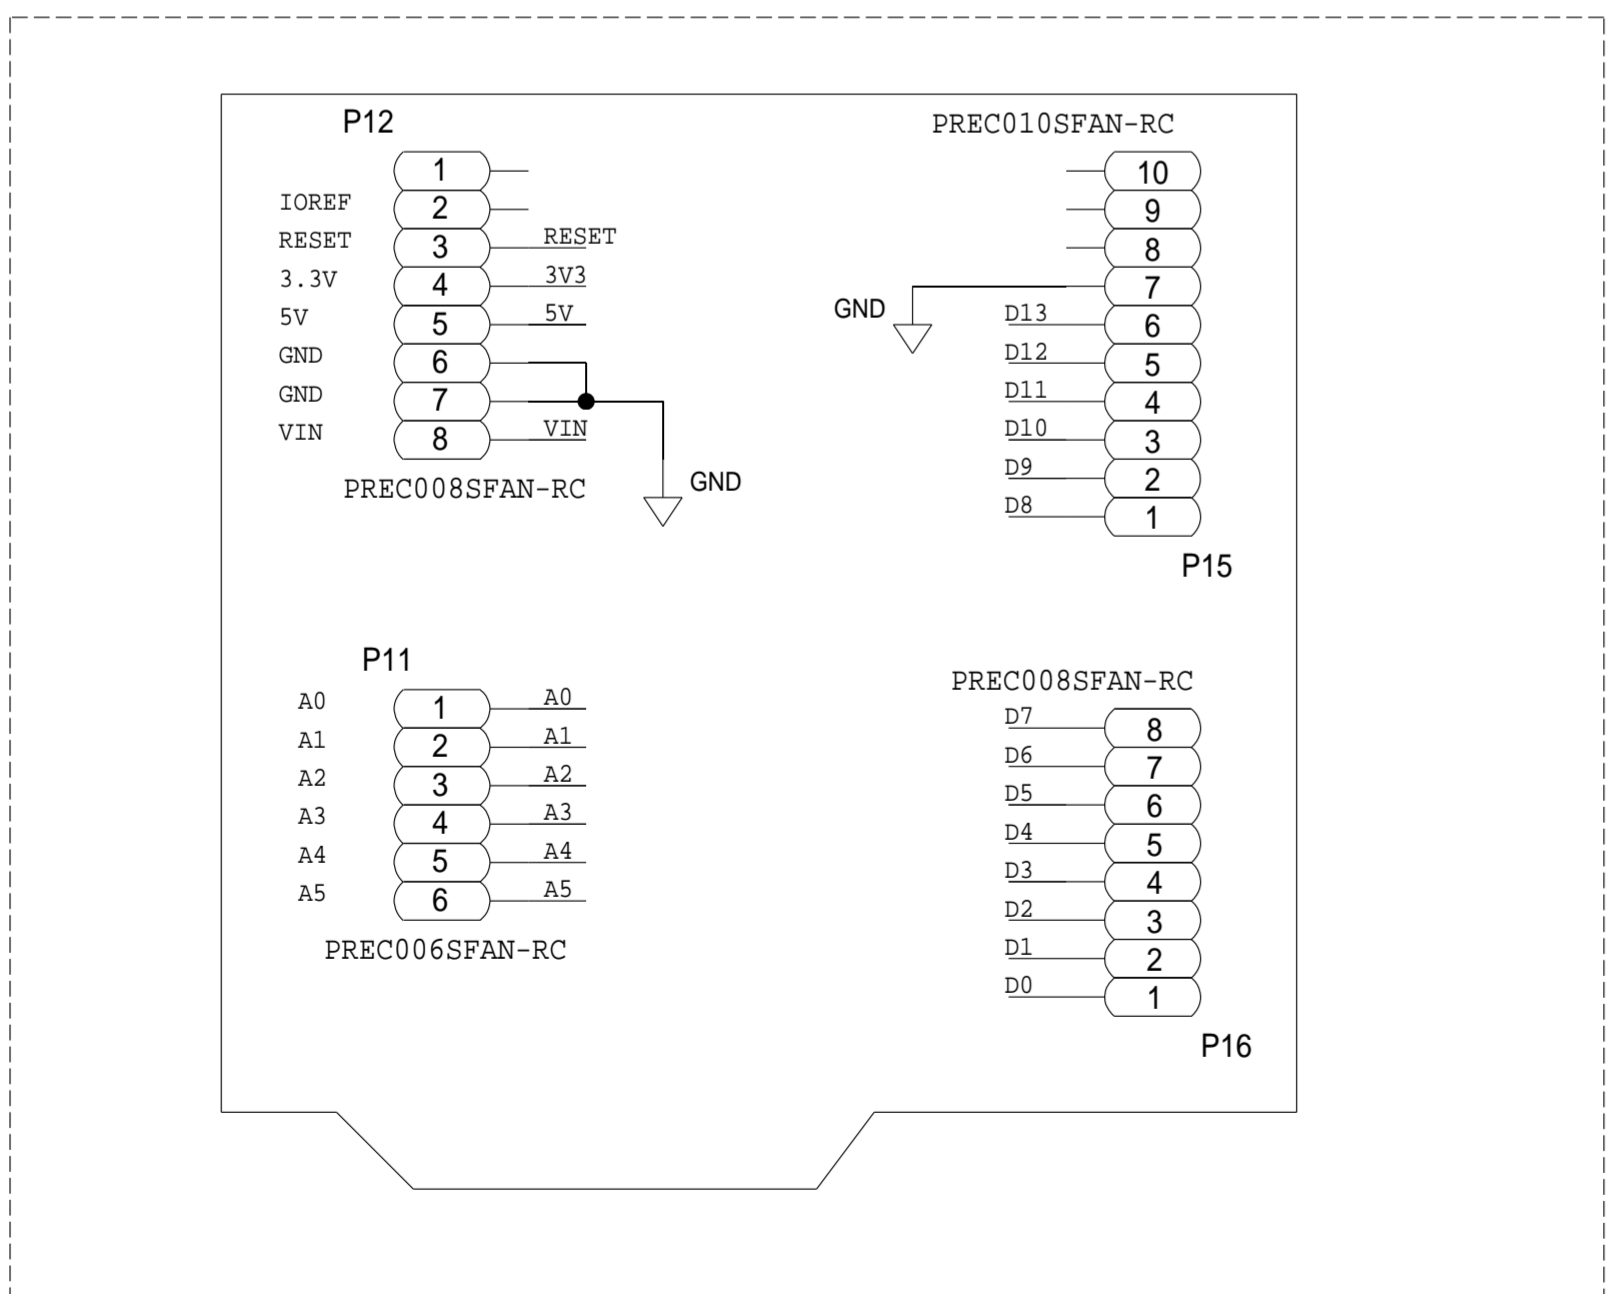 P12
1
IOREF 2
RESET 3 RESET
3.3V 4 3V3
5V 5 5V
GND 6
GND 7
VIN 8 VIN
PREC008SFAN-RC
GND
PREC010SFAN-RC
10
9
8
GND 7
D13 6
D12 5
D11 4
D10 3
D9 2
D8 1
P15
P11
A0 1 A0
A1 2 A1
A2 3 A2
A3 4 A3
A4 5 A4
A5 6 A5
PREC006SFAN-RC
PREC008SFAN-RC
D7 8
D6 7
D5 6
D4 5
D3 4
D2 3
D1 2
D0 1
P16